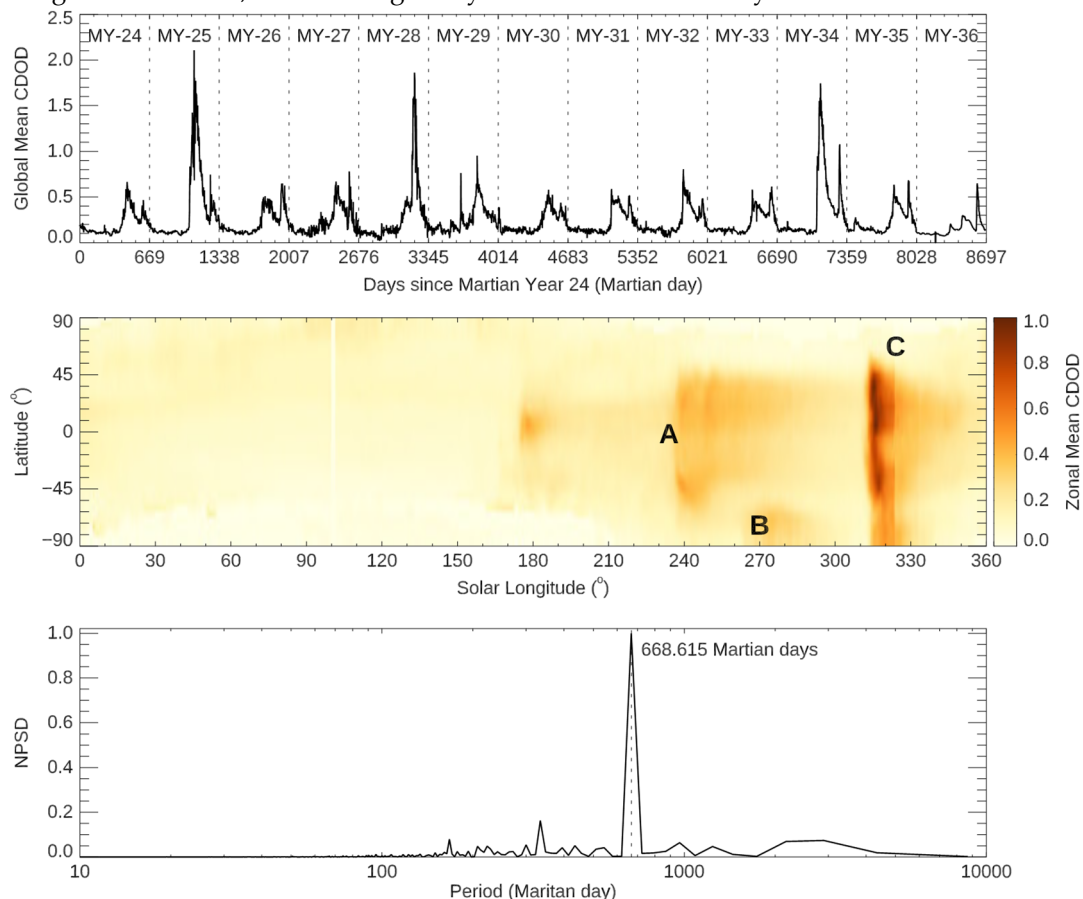 2.5
MY-24 MY-25 MY-26 MY-27 MY-28 MY-29 MY-30 MY-31 MY-32 MY-33 MY-34 MY-35 MY-36
2.0
1.5
1.0
0.5
0.0
Global Mean CDOD
0 669 1338 2007 2676 3345 4014 4683 5352 6021 6690 7359 8028 8697
Days since Martian Year 24 (Martian day)
90
45
0
−45
−90
Latitude (°)
A
B
C
1.0
0.8
0.6
0.4
0.2
0.0
Zonal Mean CDOD
0 30 60 90 120 150 180 210 240 270 300 330 360
Solar Longitude (°)
1.0
0.8
0.6
0.4
0.2
0.0
NPSD
668.615 Martian days
10 100 1000 10000
Period (Maritan day)